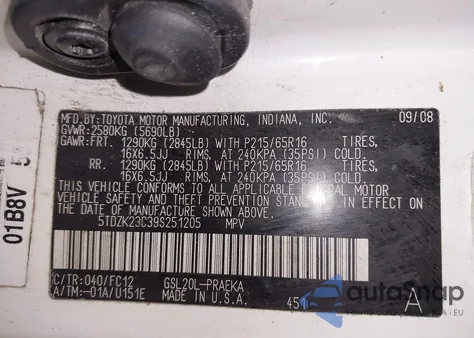 MFD.BY: TOYOTA MOTOR MANUFACTURING, INDIANA, INC. 09/08
GVWR: 2580KG (5690LB)
GAWR: FRT. 1290KG (2845LB) WITH P215/65R16 TIRES,
16X6.5JJ RIMS, AT 240KPA (35PSI) COLD.
RR. 1290KG (2845LB) WITH P215/65R16 TIRES,
16X6.5JJ RIMS, AT 240KPA (35PSI) COLD.
THIS VEHICLE CONFORMS TO ALL APPLICABLE FEDERAL MOTOR
VEHICLE SAFETY AND THEFT PREVENTION STANDARDS IN
EFFECT ON THE DATE OF MANUFACTURE SHOWN ABOVE.
5TDZK23C39S251205 MPV
C/TR: 040/FC12 GSL20L-PRAEKA
A/TM: -01A/U151E MADE IN U.S.A. 451 A
01B8V
autosnap
.EU